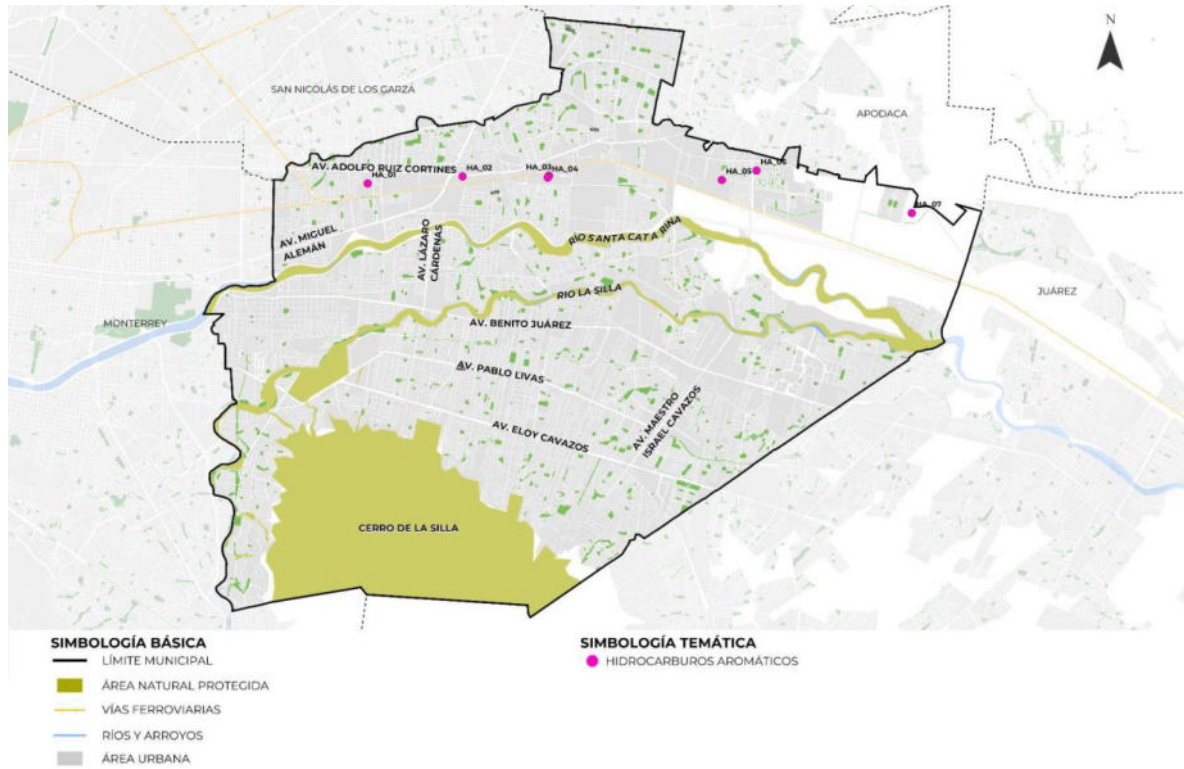 N
SAN NICOLÁS DE LOS GARZA
APODACA
AV. ADOLFO RUIZ CORTINES
HA_01
HA_02
HA_03
HA_04
HA_05
HA_06
HA_07
AV. MIGUEL
ALEMÁN
AV. LÁZARO
CÁRDENAS
RÍO SANTA CATARINA
RIO LA SILLA
JUÁREZ
MONTERREY
AV. BENITO JUÁREZ
AV. PABLO LIVAS
AV. MAESTRO
ISRAEL CAVAZOS
AV. ELOY CAVAZOS
CERRO DE LA SILLA
SIMBOLOGÍA BÁSICA
LÍMITE MUNICIPAL
ÁREA NATURAL PROTEGIDA
VÍAS FERROVIARIAS
RÍOS Y ARROYOS
ÁREA URBANA
SIMBOLOGÍA TEMÁTICA
HIDROCARBUROS AROMÁTICOS